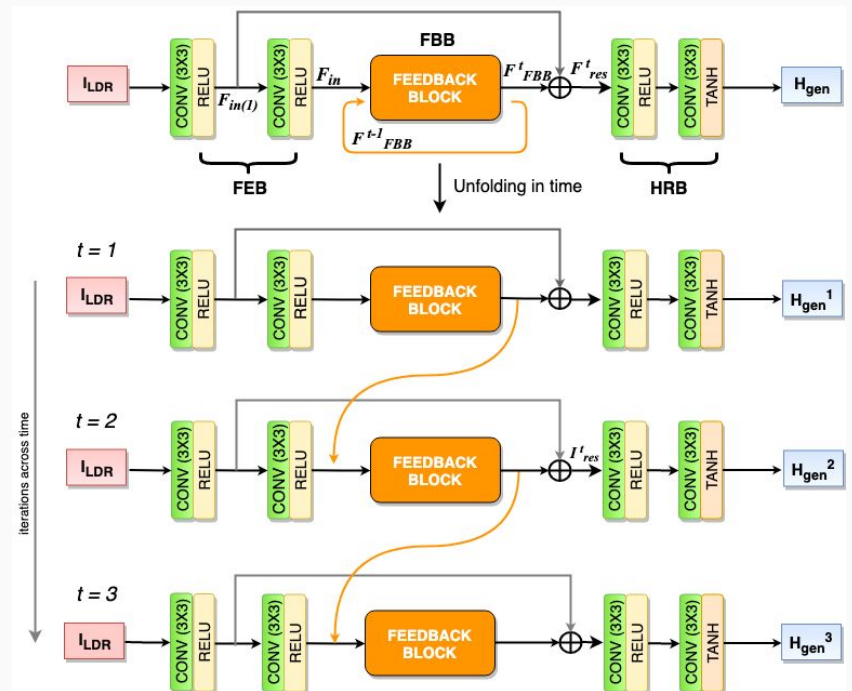 FBB
I_LDR
CONV (3X3)
RELU
F_in(1)
CONV (3X3)
RELU
F_in
FEEDBACK
BLOCK
F^t_FBB
F^t_res
CONV (3X3)
RELU
CONV (3X3)
TANH
H_gen
F^t-1_FBB
FEB
Unfolding in time
HRB
iterations across time
t = 1
I_LDR
CONV (3X3)
RELU
CONV (3X3)
RELU
FEEDBACK
BLOCK
CONV (3X3)
RELU
CONV (3X3)
TANH
H_gen^1
t = 2
I_LDR
CONV (3X3)
RELU
CONV (3X3)
RELU
FEEDBACK
BLOCK
I^t_res
CONV (3X3)
RELU
CONV (3X3)
TANH
H_gen^2
t = 3
I_LDR
CONV (3X3)
RELU
CONV (3X3)
RELU
FEEDBACK
BLOCK
CONV (3X3)
RELU
CONV (3X3)
TANH
H_gen^3